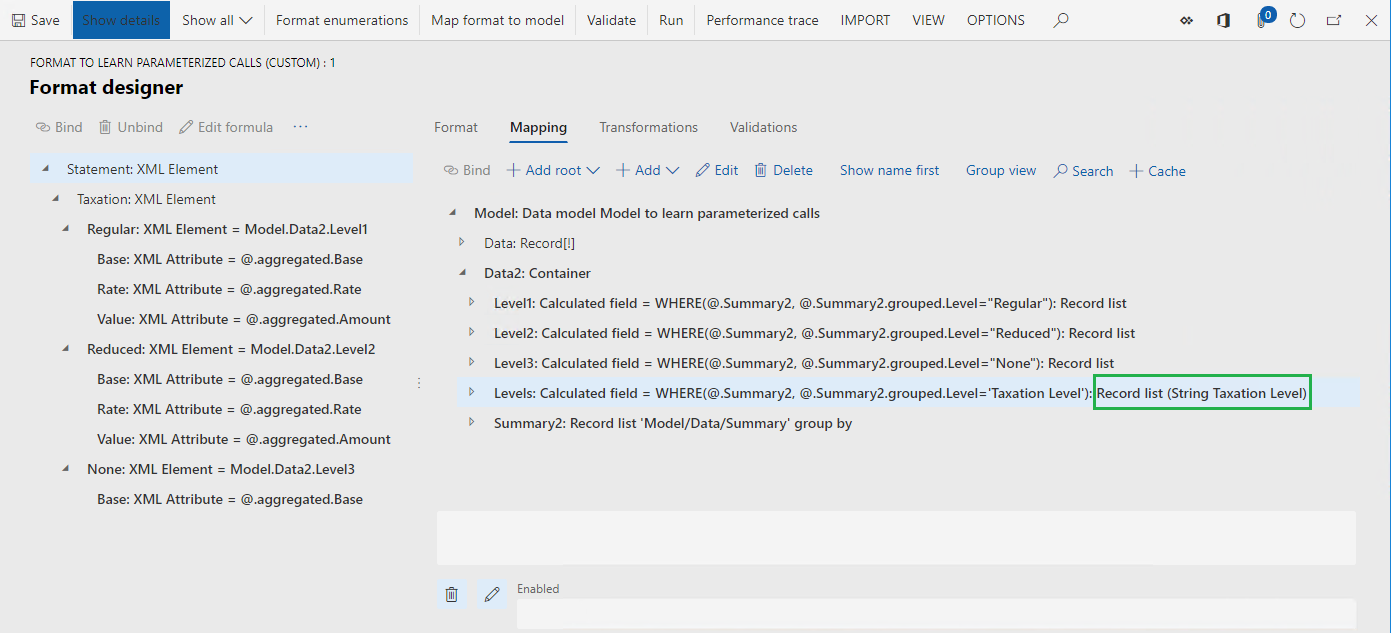 Save Show details Show all Format enumerations Map format to model Validate Run Performance trace IMPORT VIEW OPTIONS 0
FORMAT TO LEARN PARAMETERIZED CALLS (CUSTOM) : 1
Format designer
Bind Unbind Edit formula ...
Statement: XML Element
Taxation: XML Element
Regular: XML Element = Model.Data2.Level1
Base: XML Attribute = @.aggregated.Base
Rate: XML Attribute = @.aggregated.Rate
Value: XML Attribute = @.aggregated.Amount
Reduced: XML Element = Model.Data2.Level2
Base: XML Attribute = @.aggregated.Base
Rate: XML Attribute = @.aggregated.Rate
Value: XML Attribute = @.aggregated.Amount
None: XML Element = Model.Data2.Level3
Base: XML Attribute = @.aggregated.Base
Format Mapping Transformations Validations
Bind Add root Add Edit Delete Show name first Group view Search Cache
Model: Data model Model to learn parameterized calls
Data: Record[!]
Data2: Container
Level1: Calculated field = WHERE(@.Summary2, @.Summary2.grouped.Level="Regular"): Record list
Level2: Calculated field = WHERE(@.Summary2, @.Summary2.grouped.Level="Reduced"): Record list
Level3: Calculated field = WHERE(@.Summary2, @.Summary2.grouped.Level="None"): Record list
Levels: Calculated field = WHERE(@.Summary2, @.Summary2.grouped.Level='Taxation Level'): Record list (String Taxation Level)
Summary2: Record list 'Model/Data/Summary' group by
Enabled